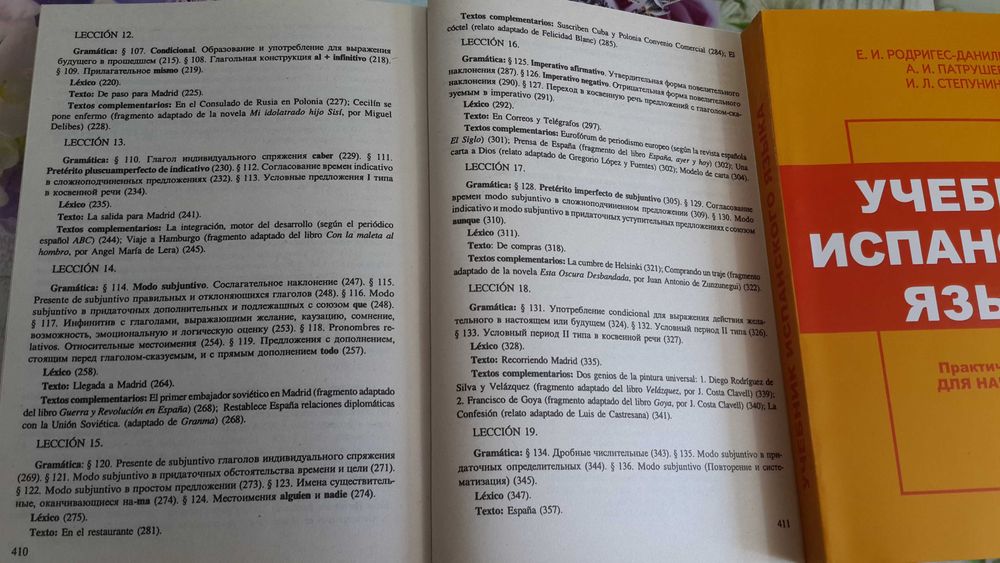 LECCIÓN 12.
Gramática: § 107. Condicional. Образование и употребление для выражения
будущего в прошедшем (215). § 108. Глагольная конструкция al + infinitivo (218).
§ 109. Прилагательное mismo (219).
Léxico (220).
Texto: De paso para Madrid (225).
Textos complementarios: En el Consulado de Rusia en Polonia (227); Cecilín se
pone enfermo (fragmento adaptado de la novela Mi idolatrado hijo Sisí, por Miguel
Delibes) (228).
LECCIÓN 13.
Gramática: § 110. Глагол индивидуального спряжения caber (229). § 111.
Pretérito pluscuamperfecto de indicativo (230). § 112. Согласование времен indicativo
в сложноподчиненных предложениях (232). § 113. Условные предложения I типа
в косвенной речи (234).
Léxico (235).
Texto: La salida para Madrid (241).
Textos complementarios: La integración, motor del desarrollo (según el periódico
español ABC) (244); Viaje a Hamburgo (fragmento adaptado del libro Con la maleta al
hombro, por Angel María de Lera) (245).
LECCIÓN 14.
Gramática: § 114. Modo subjuntivo. Сослагательное наклонение (247). § 115.
Presente de subjuntivo правильных и отклоняющихся глаголов (248). § 116. Modo
subjuntivo в придаточных дополнительных и подлежащных с союзом que (248).
§ 117. Инфинитив с глаголами, выражающими желание, каузацию, сомнение,
возможность, эмоциональную и логическую оценку (253). § 118. Pronombres re-
lativos. Относительные местоимения (254). § 119. Предложения с дополнением,
стоящим перед глаголом-сказуемым, и с прямым дополнением todo (257).
Léxico (258).
Texto: Llegada a Madrid (264).
Textos complementarios: El primer embajador soviético en Madrid (fragmento adaptado
del libro Guerra y Revolución en España) (268); Restablece España relaciones diplomáticas
con la Unión Soviética. (adaptado de Granma) (268).
LECCIÓN 15.
Gramática: § 120. Presente de subjuntivo глаголов индивидуального спряжения
(269). § 121. Modo subjuntivo в придаточных обстоятельства времени и цели (271).
§ 122. Modo subjuntivo в простом предложении (273). § 123. Имена существитель-
ные, оканчивающиеся на-ma (274). § 124. Местоимения alguien и nadie (274).
Léxico (275).
Texto: En el restaurante (281).
410
Textos complementarios: Suscriben Cuba y Polonia Convenio Comercial (284); El
cóctel (relato adaptado de Felicidad Blanc) (285).
LECCIÓN 16.
Gramática: § 125. Imperativo afirmativo. Утвердительная форма повелительного
наклонения (287). § 126. Imperativo negativo. Отрицательная форма повелительного
наклонения (290). § 127. Переход в косвенную речь предложений с глаголом-ска-
зуемым в imperativo (291).
Léxico (292).
Texto: En Correos y Telégrafos (297).
Textos complementarios: Eurofórum de periodismo europeo (según la revista española
El Siglo) (301); Prensa de España (fragmento del libro España, ayer y hoy) (302); Una
carta a Dios (relato adaptado de Gregorio López y Fuentes) (302); Modelo de carta (304).
LECCIÓN 17.
Gramática: § 128. Pretérito imperfecto de subjuntivo (305). § 129. Согласование
времен modo subjuntivo в сложноподчиненном предложении (309). § 130. Modo
indicativo и modo subjuntivo в придаточных уступительных предложениях с союзом
aunque (310).
Léxico (311).
Texto: De compras (318).
Textos complementarios: La cumbre de Helsinki (321); Comprando un traje (fragmento
adaptado de la novela Esta Oscura Desbandada, por Juan Antonio de Zunzunegui) (322).
LECCIÓN 18.
Gramática: § 131. Употребление condicional для выражения действия жела-
тельного в настоящем или будущем (324). § 132. Условный период II типа (326).
§ 133. Условный период II типа в косвенной речи (327).
Léxico (328).
Texto: Recorriendo Madrid (335).
Textos complementarios: Dos genios de la pintura universal: 1. Diego Rodríguez de
Silva y Velázquez (fragmento adaptado del libro Velázquez, por J. Costa Clavell) (339);
2. Francisco de Goya (fragmento adaptado del libro Goya, por J. Costa Clavell) (340); La
Confesión (relato adaptado de Luis de Castresana) (341).
LECCIÓN 19.
Gramática: § 134. Дробные числительные (343). § 135. Modo subjuntivo в при-
даточных определительных (344). § 136. Modo subjuntivo (Повторение и систе-
матизация) (345).
Léxico (347).
Texto: España (357).
411
УЧЕБНИК ИСПАНСКОГО ЯЗЫКА
Е. И. РОДРИГЕС-ДАНИЛ
А. И. ПАТРУШЕ
И. Л. СТЕПУНИ
УЧЕБН
ИСПАНС
ЯЗЫ
Практиче
ДЛЯ НА